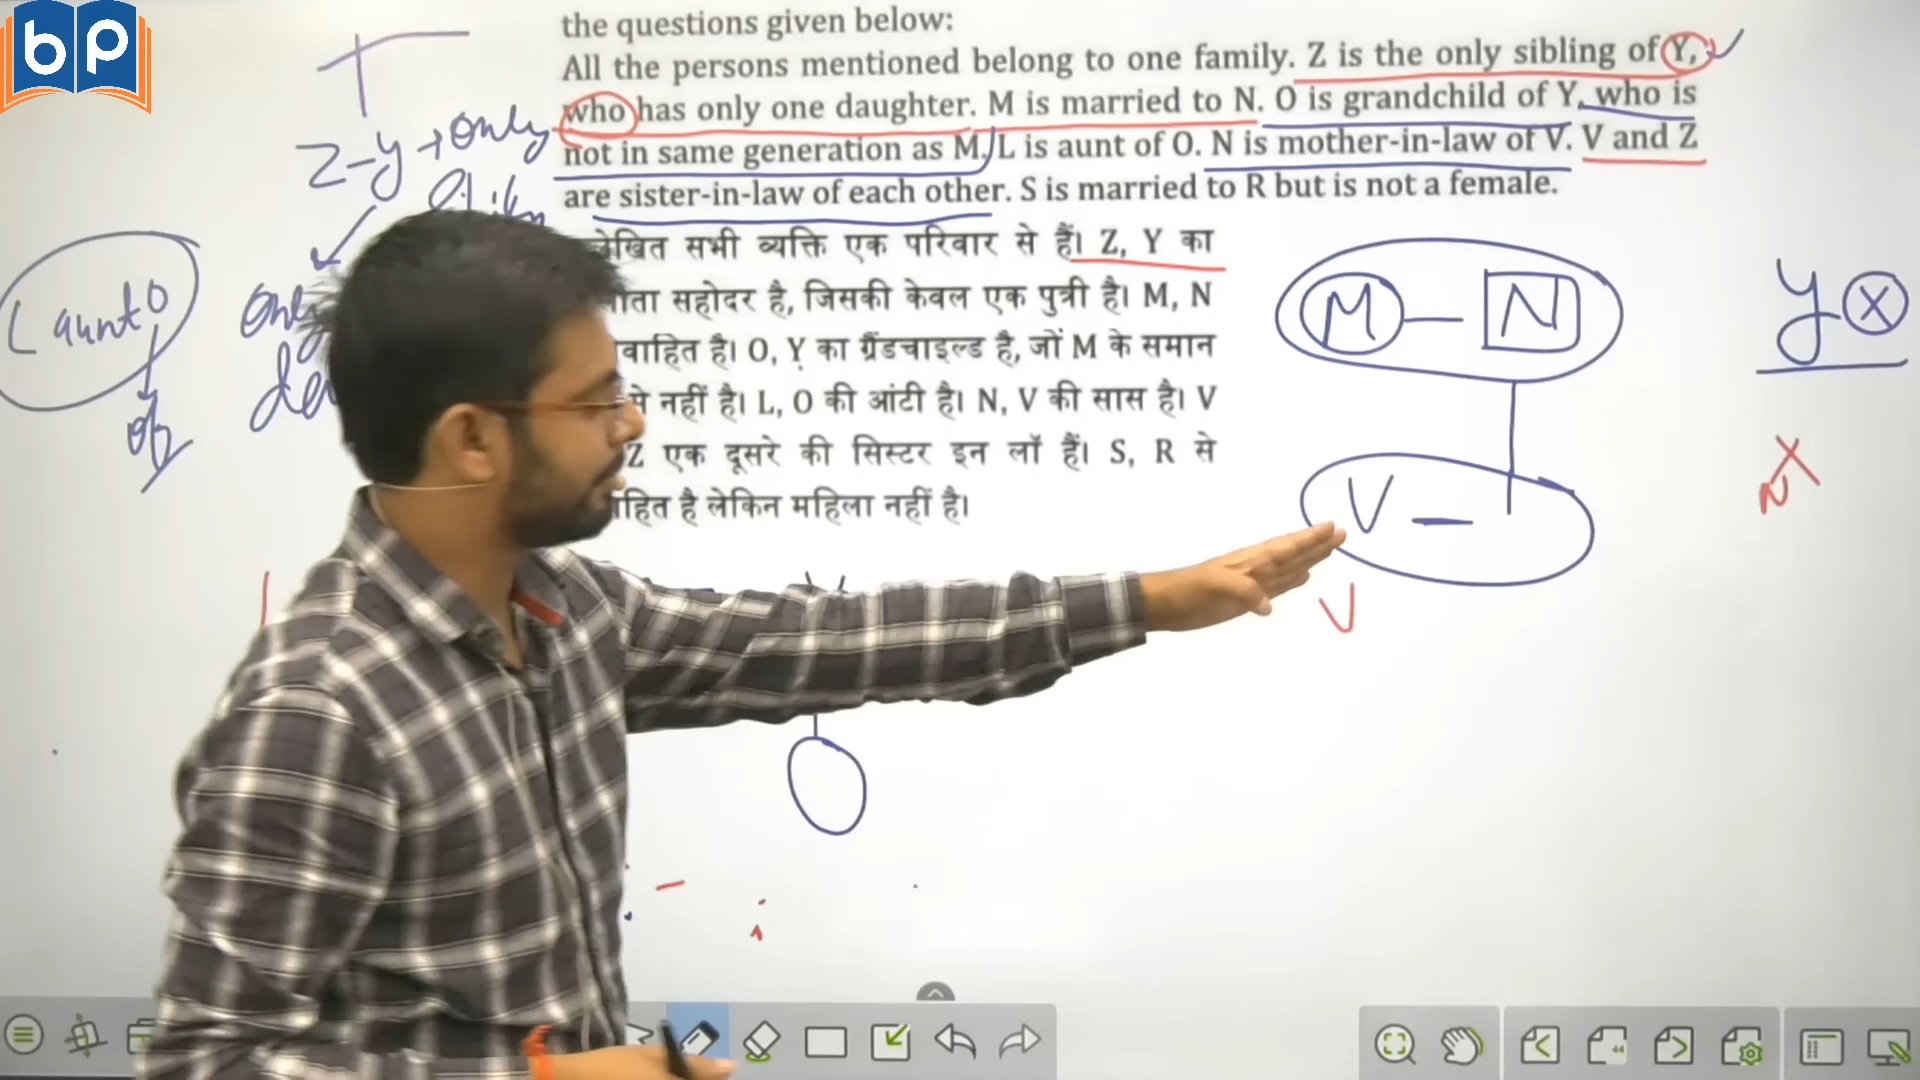 bp
the questions given below:
All the persons mentioned belong to one family. Z is the only sibling of Y,
who has only one daughter. M is married to N. O is grandchild of Y, who is
not in same generation as M. L is aunt of O. N is mother-in-law of V. V and Z
are sister-in-law of each other. S is married to R but is not a female.
सभी व्यक्ति एक परिवार से हैं। Z, Y का
सहोदर है, जिसकी केवल एक पुत्री है। M, N
है। O, Y का ग्रैंडचाइल्ड है, जों M के समान
नहीं है। L, O की आंटी है। N, V की सास है। V
Z एक दूसरे की सिस्टर इन लॉ हैं। S, R से
है लेकिन महिला नहीं है।
Z-Y → only
L aunt O
of
M — N
V —
V
Y X
N X
44